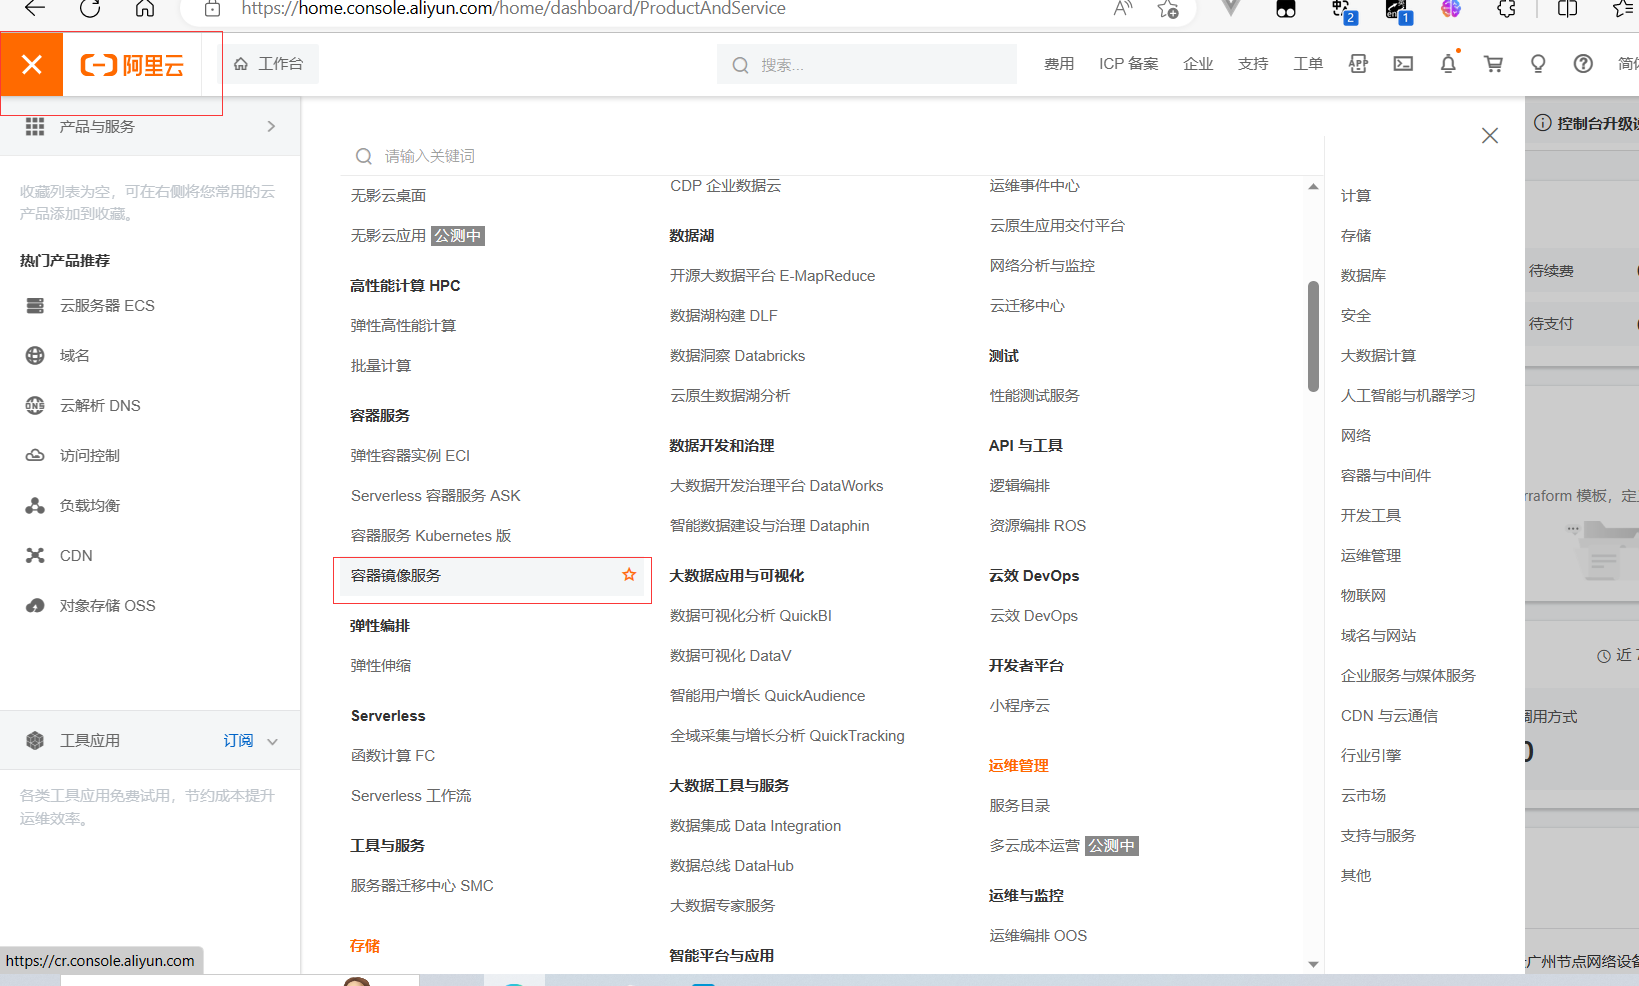 https://home.console.aliyun.com/home/dashboard/ProductAndService
2
1
阿里云
工作台
搜索...
费用
ICP 备案
企业
支持
工单
APP
产品与服务
收藏列表为空，可在右侧将您常用的云
产品添加到收藏。
热门产品推荐
云服务器 ECS
域名
云解析 DNS
访问控制
负载均衡
CDN
对象存储 OSS
工具应用
订阅
各类工具应用免费试用，节约成本提升
运维效率。
https://cr.console.aliyun.com
请输入关键词
无影云桌面
无影云应用 公测中
高性能计算 HPC
弹性高性能计算
批量计算
容器服务
弹性容器实例 ECI
Serverless 容器服务 ASK
容器服务 Kubernetes 版
容器镜像服务
弹性编排
弹性伸缩
Serverless
函数计算 FC
Serverless 工作流
工具与服务
服务器迁移中心 SMC
存储
CDP 企业数据云
数据湖
开源大数据平台 E-MapReduce
数据湖构建 DLF
数据洞察 Databricks
云原生数据湖分析
数据开发和治理
大数据开发治理平台 DataWorks
智能数据建设与治理 Dataphin
大数据应用与可视化
数据可视化分析 QuickBI
数据可视化 DataV
智能用户增长 QuickAudience
全域采集与增长分析 QuickTracking
大数据工具与服务
数据集成 Data Integration
数据总线 DataHub
大数据专家服务
智能平台与应用
运维事件中心
云原生应用交付平台
网络分析与监控
云迁移中心
测试
性能测试服务
API 与工具
逻辑编排
资源编排 ROS
云效 DevOps
云效 DevOps
开发者平台
小程序云
运维管理
服务目录
多云成本运营 公测中
运维与监控
运维编排 OOS
计算
存储
数据库
安全
大数据计算
人工智能与机器学习
网络
容器与中间件
开发工具
运维管理
物联网
域名与网站
企业服务与媒体服务
CDN 与云通信
行业引擎
云市场
支持与服务
其他
控制台升级
待续费
待支付
rraform 模板，定
近 7
调用方式
0
广州节点网络设备